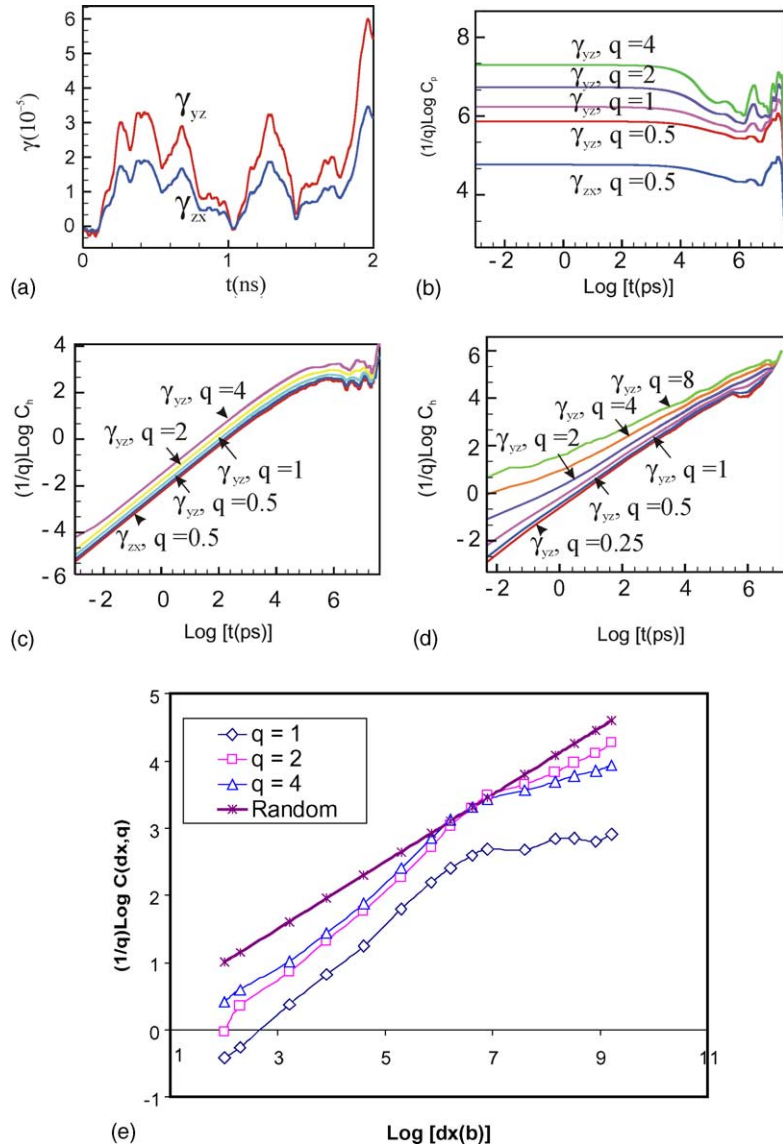 6
5
4
3
2
1
0
γ(10⁻⁵)
γyz
γzx
0
1
2
t(ns)
(a)
8
6
4
(1/q)Log Cρ
γyz, q = 4
γyz, q = 2
γyz, q = 1
γyz, q = 0.5
γzx, q = 0.5
-2
0
2
4
6
Log [t(ps)]
(b)
4
2
0
-2
-4
-6
(1/q)Log Ch
γyz, q = 4
γyz, q = 2
γyz, q = 1
γyz, q = 0.5
γzx, q =0.5
-2
0
2
4
6
Log [t(ps)]
(c)
6
4
2
0
-2
(1/q)Log Ch
γyz, q = 8
γyz, q = 4
γyz, q = 2
γyz, q = 1
γyz, q = 0.5
γyz, q = 0.25
-2
0
2
4
6
Log [t(ps)]
(d)
5
4
3
2
1
0
-1
(1/q)Log C(dx,q)
q = 1
q = 2
q = 4
Random
1
3
5
7
9
11
Log [dx(b)]
(e)